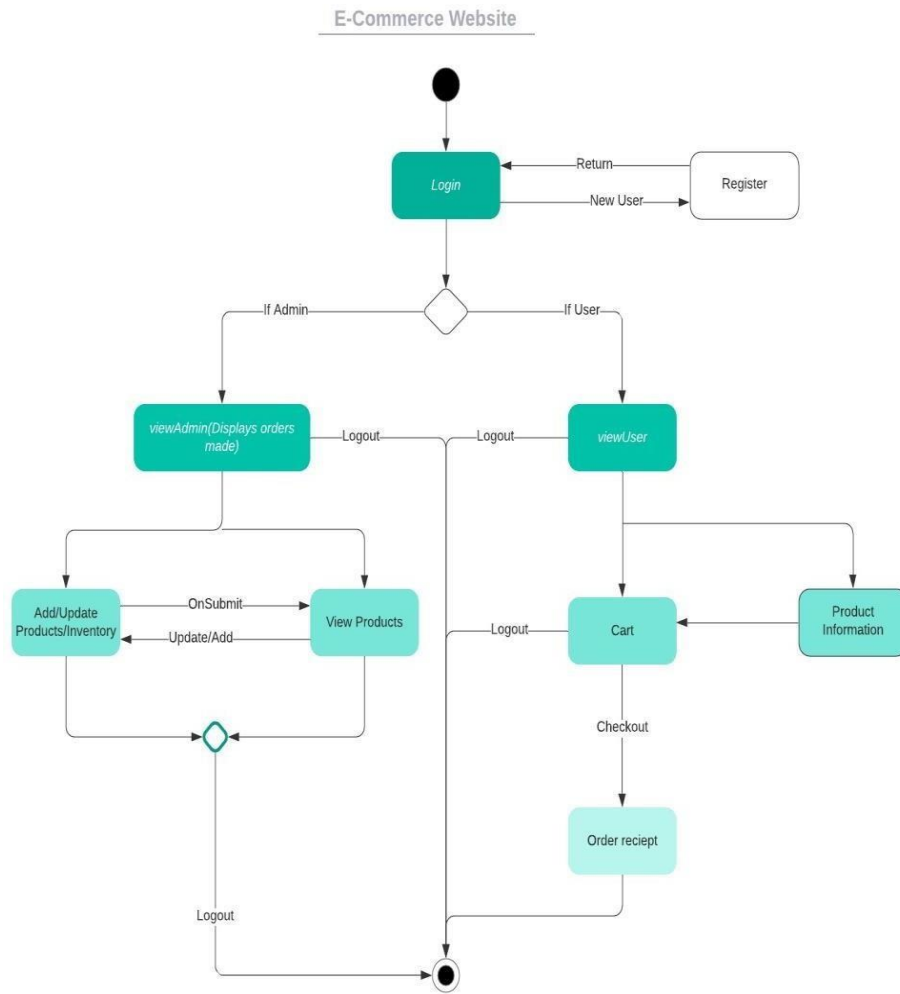 E-Commerce Website
Return
Login
Register
New User
If Admin
If User
viewAdmin(Displays orders
made)
Logout
Logout
viewUser
Add/Update
Products/Inventory
OnSubmit
Update/Add
View Products
Logout
Cart
Product
Information
Checkout
Order reciept
Logout